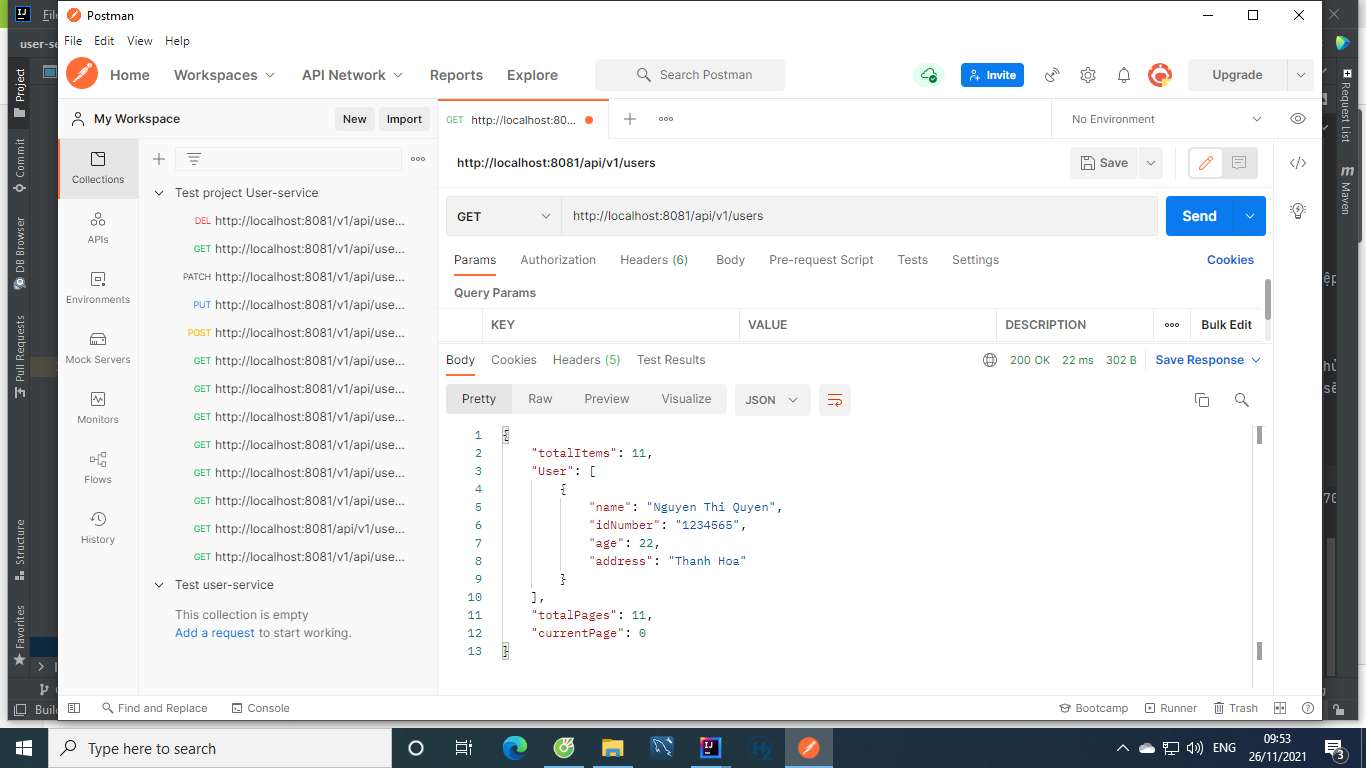 Postman
File Edit View Help
Home Workspaces API Network Reports Explore Search Postman Invite Upgrade
My Workspace New Import GET http://localhost:80... No Environment
Collections
APIs
Environments
Mock Servers
Monitors
Flows
History
Test project User-service
DEL http://localhost:8081/v1/api/use...
GET http://localhost:8081/v1/api/use...
PATCH http://localhost:8081/v1/api/use...
PUT http://localhost:8081/v1/api/use...
POST http://localhost:8081/v1/api/use...
GET http://localhost:8081/v1/api/use...
GET http://localhost:8081/v1/api/use...
GET http://localhost:8081/v1/api/use...
GET http://localhost:8081/v1/api/use...
GET http://localhost:8081/v1/api/use...
GET http://localhost:8081/v1/api/use...
GET http://localhost:8081/api/v1/use...
GET http://localhost:8081/v1/api/use...
Test user-service
This collection is empty
Add a request to start working.
http://localhost:8081/api/v1/users Save
GET http://localhost:8081/api/v1/users Send
Params Authorization Headers (6) Body Pre-request Script Tests Settings Cookies
Query Params
KEY VALUE DESCRIPTION Bulk Edit
Body Cookies Headers (5) Test Results 200 OK 22 ms 302 B Save Response
Pretty Raw Preview Visualize JSON
1 {
2 "totalItems": 11,
3 "User": [
4 {
5 "name": "Nguyen Thi Quyen",
6 "idNumber": "1234565",
7 "age": 22,
8 "address": "Thanh Hoa"
9 }
10 ],
11 "totalPages": 11,
12 "currentPage": 0
13 }
Find and Replace Console Bootcamp Runner Trash
Project
Commit
DB Browser
Pull Requests
Structure
Favorites
Request List
Maven
Type here to search ENG 09:53
26/11/2021 3